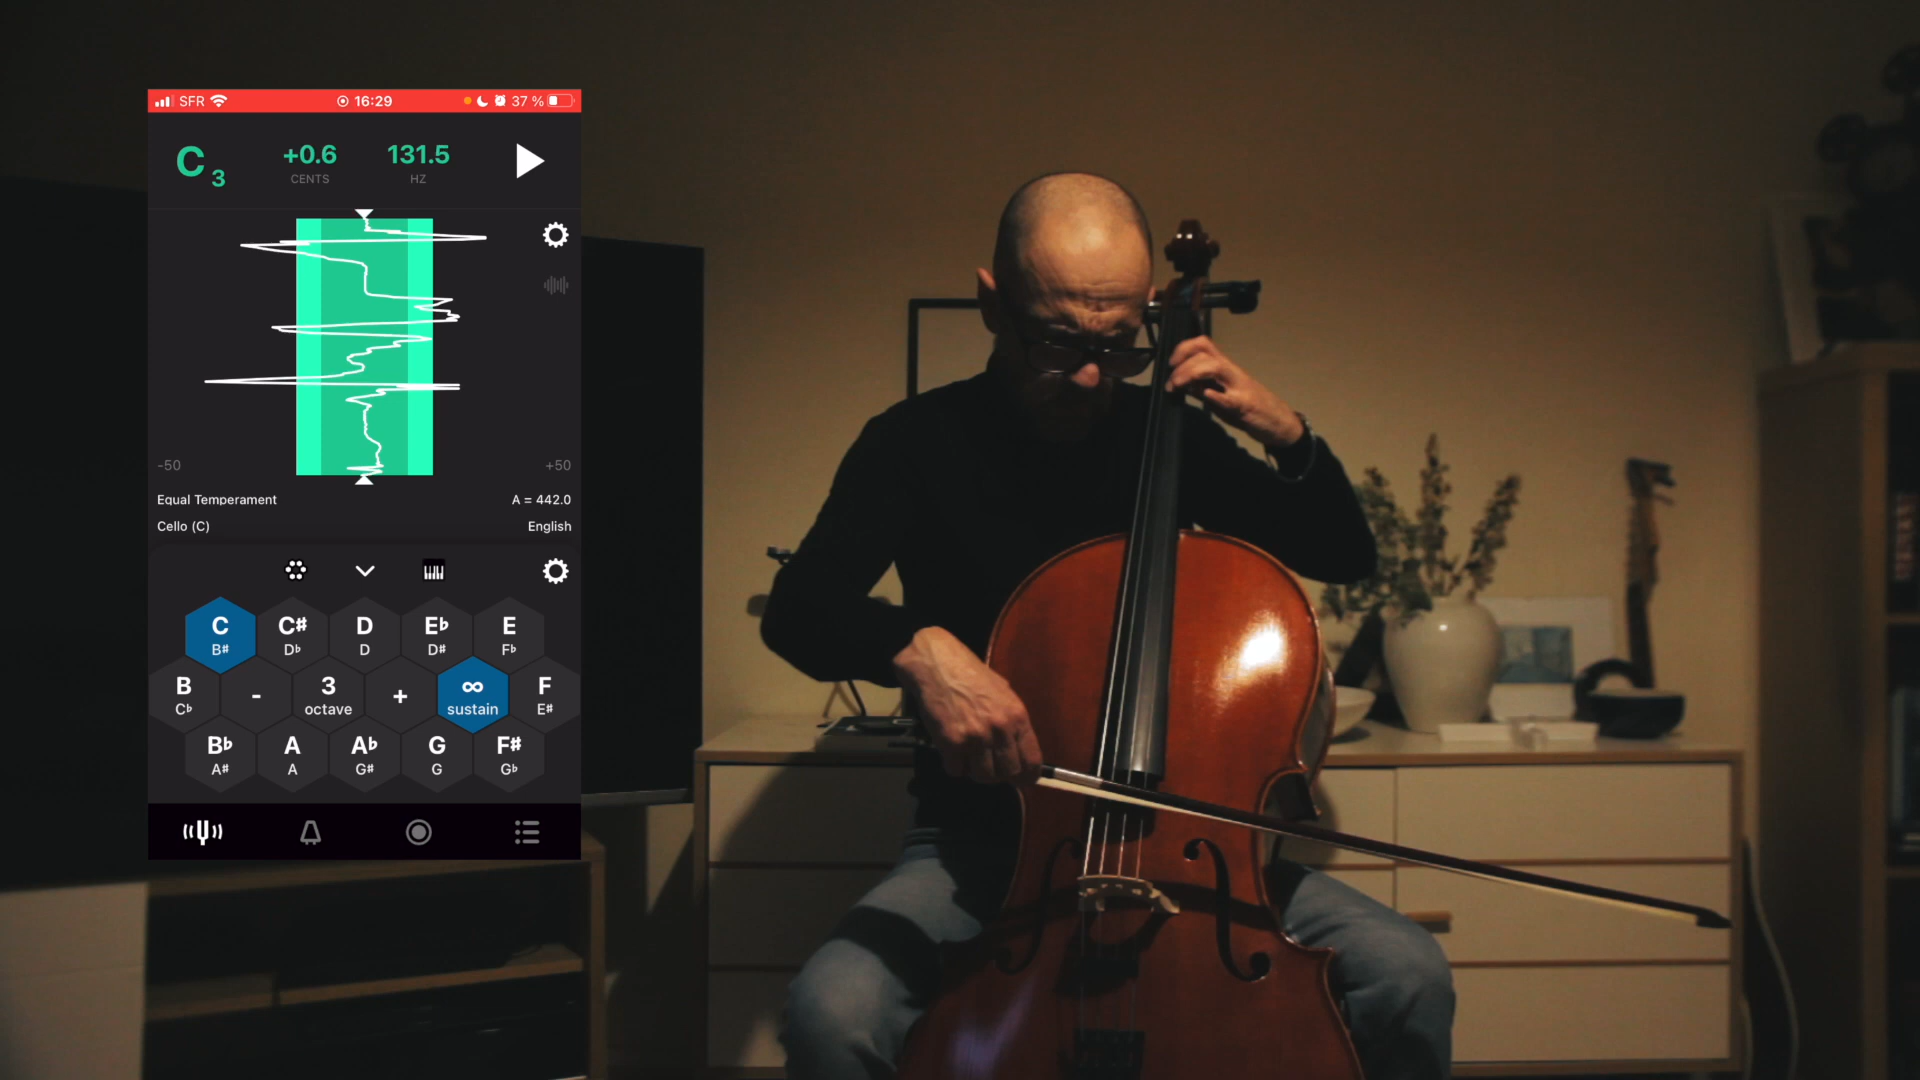 SFR 16:29 37 %
C3 +0.6 131.5
CENTS HZ
-50 +50
Equal Temperament A = 442.0
Cello (C) English
C C# D E♭ E
B# D♭ D D# F♭
B - 3 + ∞ F
C♭ octave sustain E#
B♭ A A♭ G F#
A# A G# G G♭